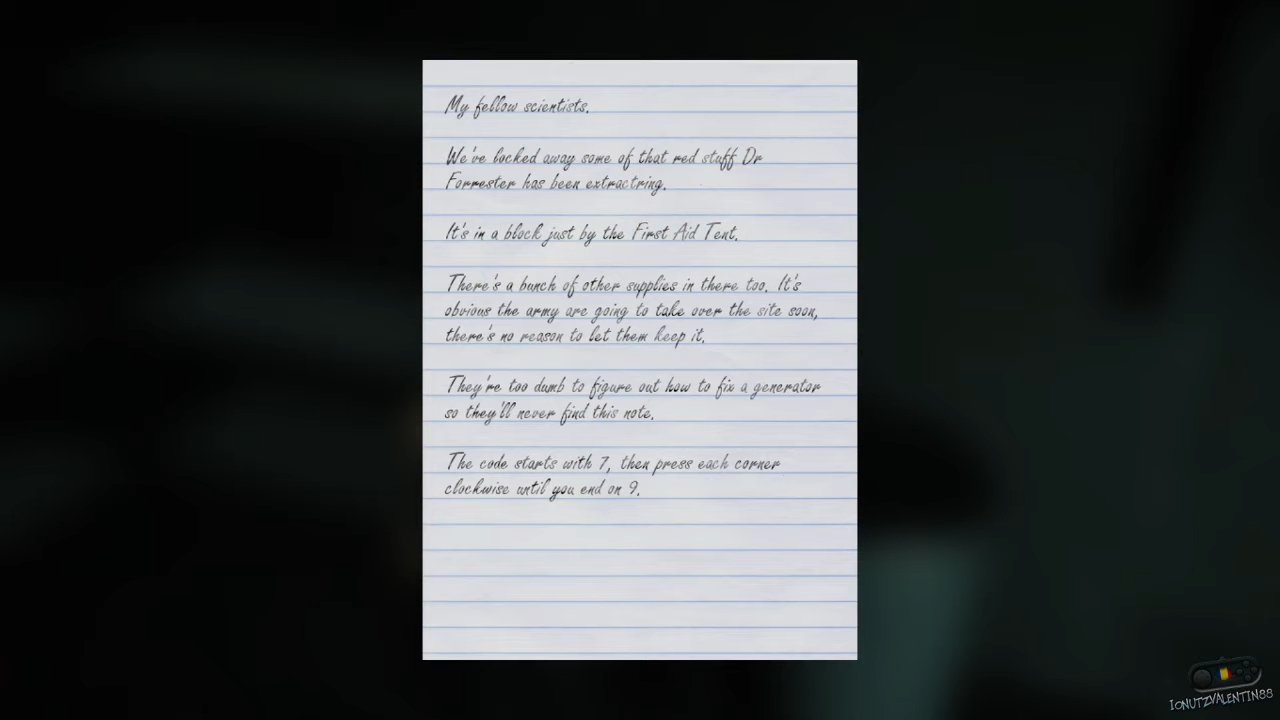 My fellow scientists.
We've locked away some of that red stuff Dr
Forrester has been extractring.
It's in a block just by the First Aid Tent.
There's a bunch of other supplies in there too. It's
obvious the army are going to take over the site soon,
there's no reason to let them keep it.
They're too dumb to figure out how to fix a generator
so they'll never find this note.
The code starts with 7, then press each corner
clockwise until you end on 9.
IONUTZVALENTIN88